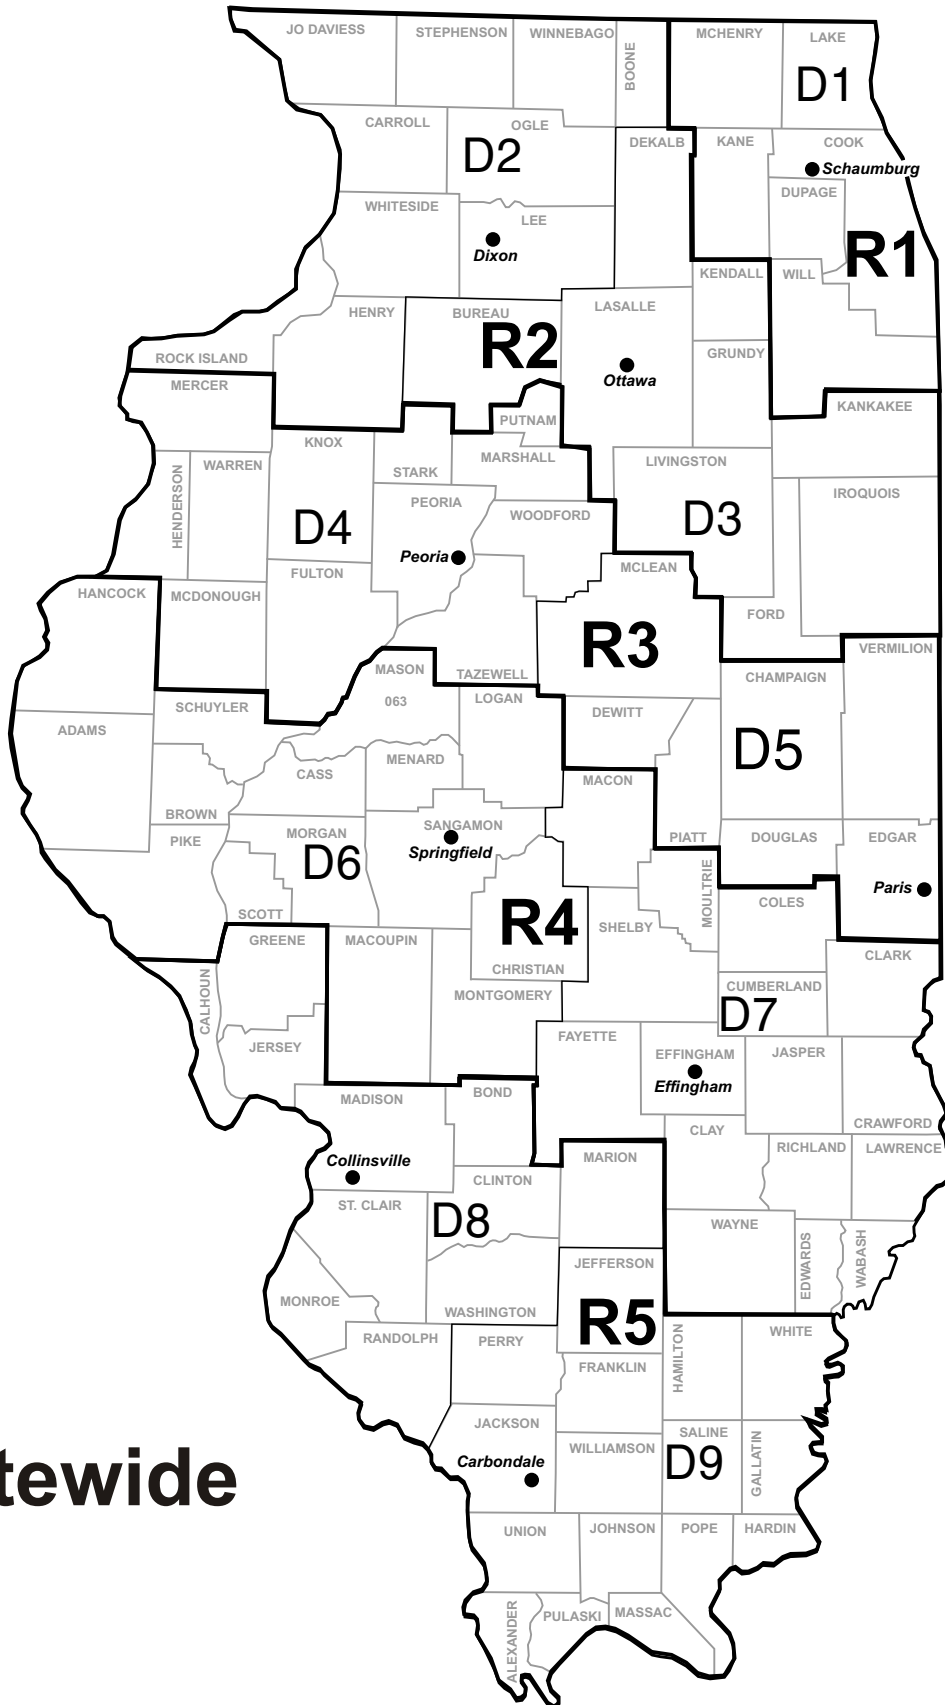 JO DAVIESS
STEPHENSON
WINNEBAGO
BOONE
MCHENRY
LAKE
D1
CARROLL
OGLE
D2
DEKALB
KANE
COOK
Schaumburg
DUPAGE
WHITESIDE
LEE
Dixon
R1
KENDALL
WILL
HENRY
BUREAU
LASALLE
R2
GRUNDY
ROCK ISLAND
Ottawa
MERCER
KANKAKEE
PUTNAM
KNOX
MARSHALL
STARK
WARREN
HENDERSON
LIVINGSTON
IROQUOIS
PEORIA
WOODFORD
D3
D4
Peoria
FULTON
MCLEAN
HANCOCK
MCDONOUGH
FORD
R3
VERMILION
MASON
TAZEWELL
CHAMPAIGN
063
LOGAN
SCHUYLER
DEWITT
ADAMS
D5
MENARD
CASS
MACON
BROWN
SANGAMON
MORGAN
PIKE
Springfield
PIATT
DOUGLAS
EDGAR
D6
MOULTRIE
Paris
COLES
SCOTT
R4
SHELBY
GREENE
MACOUPIN
CLARK
CHRISTIAN
CALHOUN
MONTGOMERY
CUMBERLAND
D7
FAYETTE
JERSEY
EFFINGHAM
JASPER
Effingham
BOND
MADISON
CRAWFORD
CLAY
RICHLAND
LAWRENCE
MARION
Collinsville
CLINTON
ST. CLAIR
D8
WAYNE
EDWARDS
WABASH
JEFFERSON
MONROE
WASHINGTON
R5
RANDOLPH
PERRY
HAMILTON
WHITE
FRANKLIN
JACKSON
SALINE
WILLIAMSON
GALLATIN
Carbondale
D9
tewide
UNION
JOHNSON
POPE
HARDIN
ALEXANDER
PULASKI
MASSAC